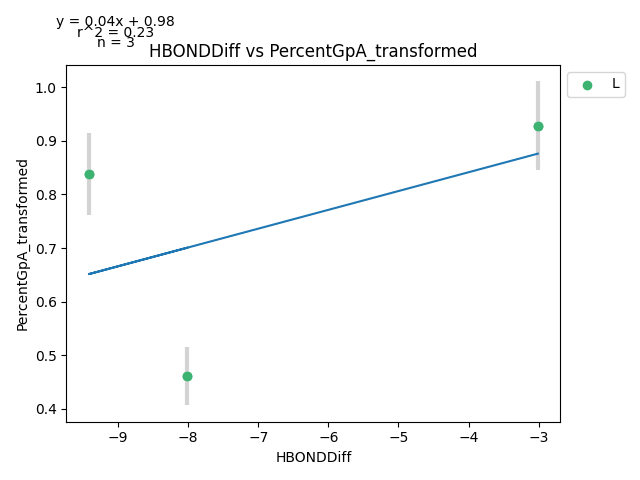 y = 0.04x + 0.98
r^2 = 0.23
n = 3
HBONDDiff vs PercentGpA_transformed
L
1.0
0.9
0.8
0.7
0.6
0.5
0.4
PercentGpA_transformed
−9
−8
−7
−6
−5
−4
−3
HBONDDiff